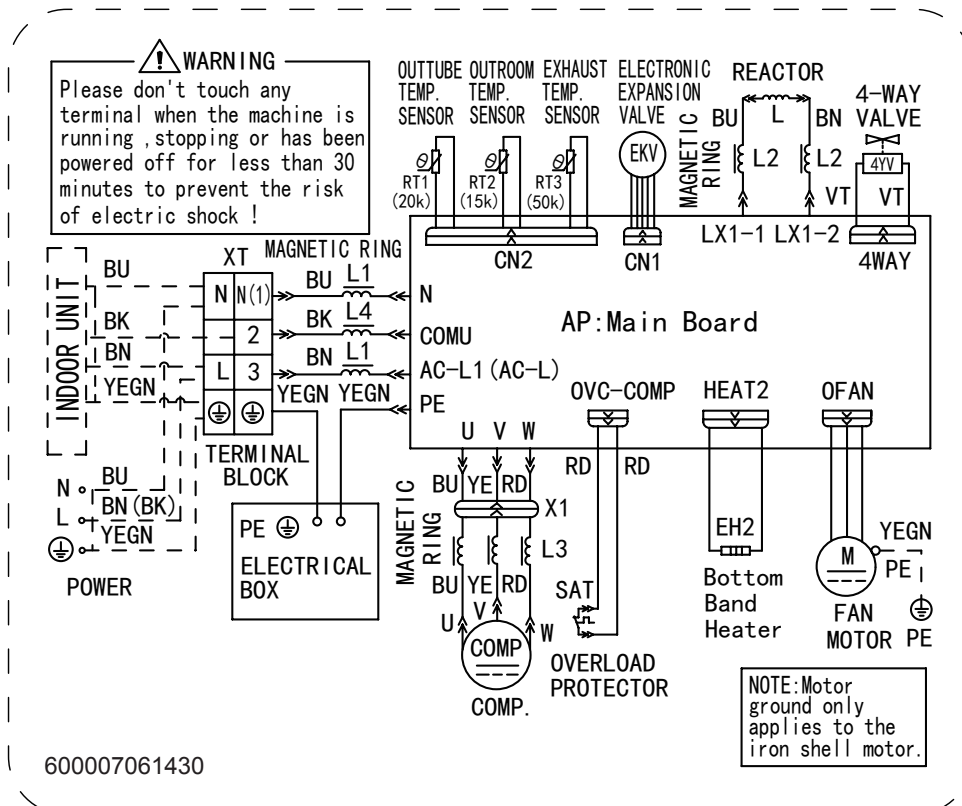 WARNING
Please don't touch any
terminal when the machine is
running ,stopping or has been
powered off for less than 30
minutes to prevent the risk
of electric shock !
OUTTUBE
TEMP.
SENSOR
OUTROOM
TEMP.
SENSOR
EXHAUST
TEMP.
SENSOR
ELECTRONIC
EXPANSION
VALVE
EKV
MAGNETIC
RING
REACTOR
BU
L
BN
L2
L2
4-WAY
VALVE
4YV
VT
VT
θ
RT1
(20k)
θ
RT2
(15k)
θ
RT3
(50k)
CN2
CN1
LX1-1
LX1-2
4WAY
INDOOR UNIT
BU
BK
BN
YEGN
XT
N
N(1)
2
L
3
TERMINAL
BLOCK
MAGNETIC RING
BU
L1
BK
L4
BN
L1
YEGN
YEGN
N
COMU
AC-L1(AC-L)
PE
AP:Main Board
OVC-COMP
HEAT2
OFAN
U
V
W
RD
RD
N
BU
L
BN(BK)
YEGN
POWER
PE
ELECTRICAL
BOX
MAGNETIC
RING
BU
YE
RD
X1
L3
BU
YE
RD
U
V
W
COMP
COMP.
SAT
OVERLOAD
PROTECTOR
EH2
Bottom
Band
Heater
M
YEGN
PE
FAN
MOTOR
PE
NOTE:Motor
ground only
applies to the
iron shell motor.
600007061430